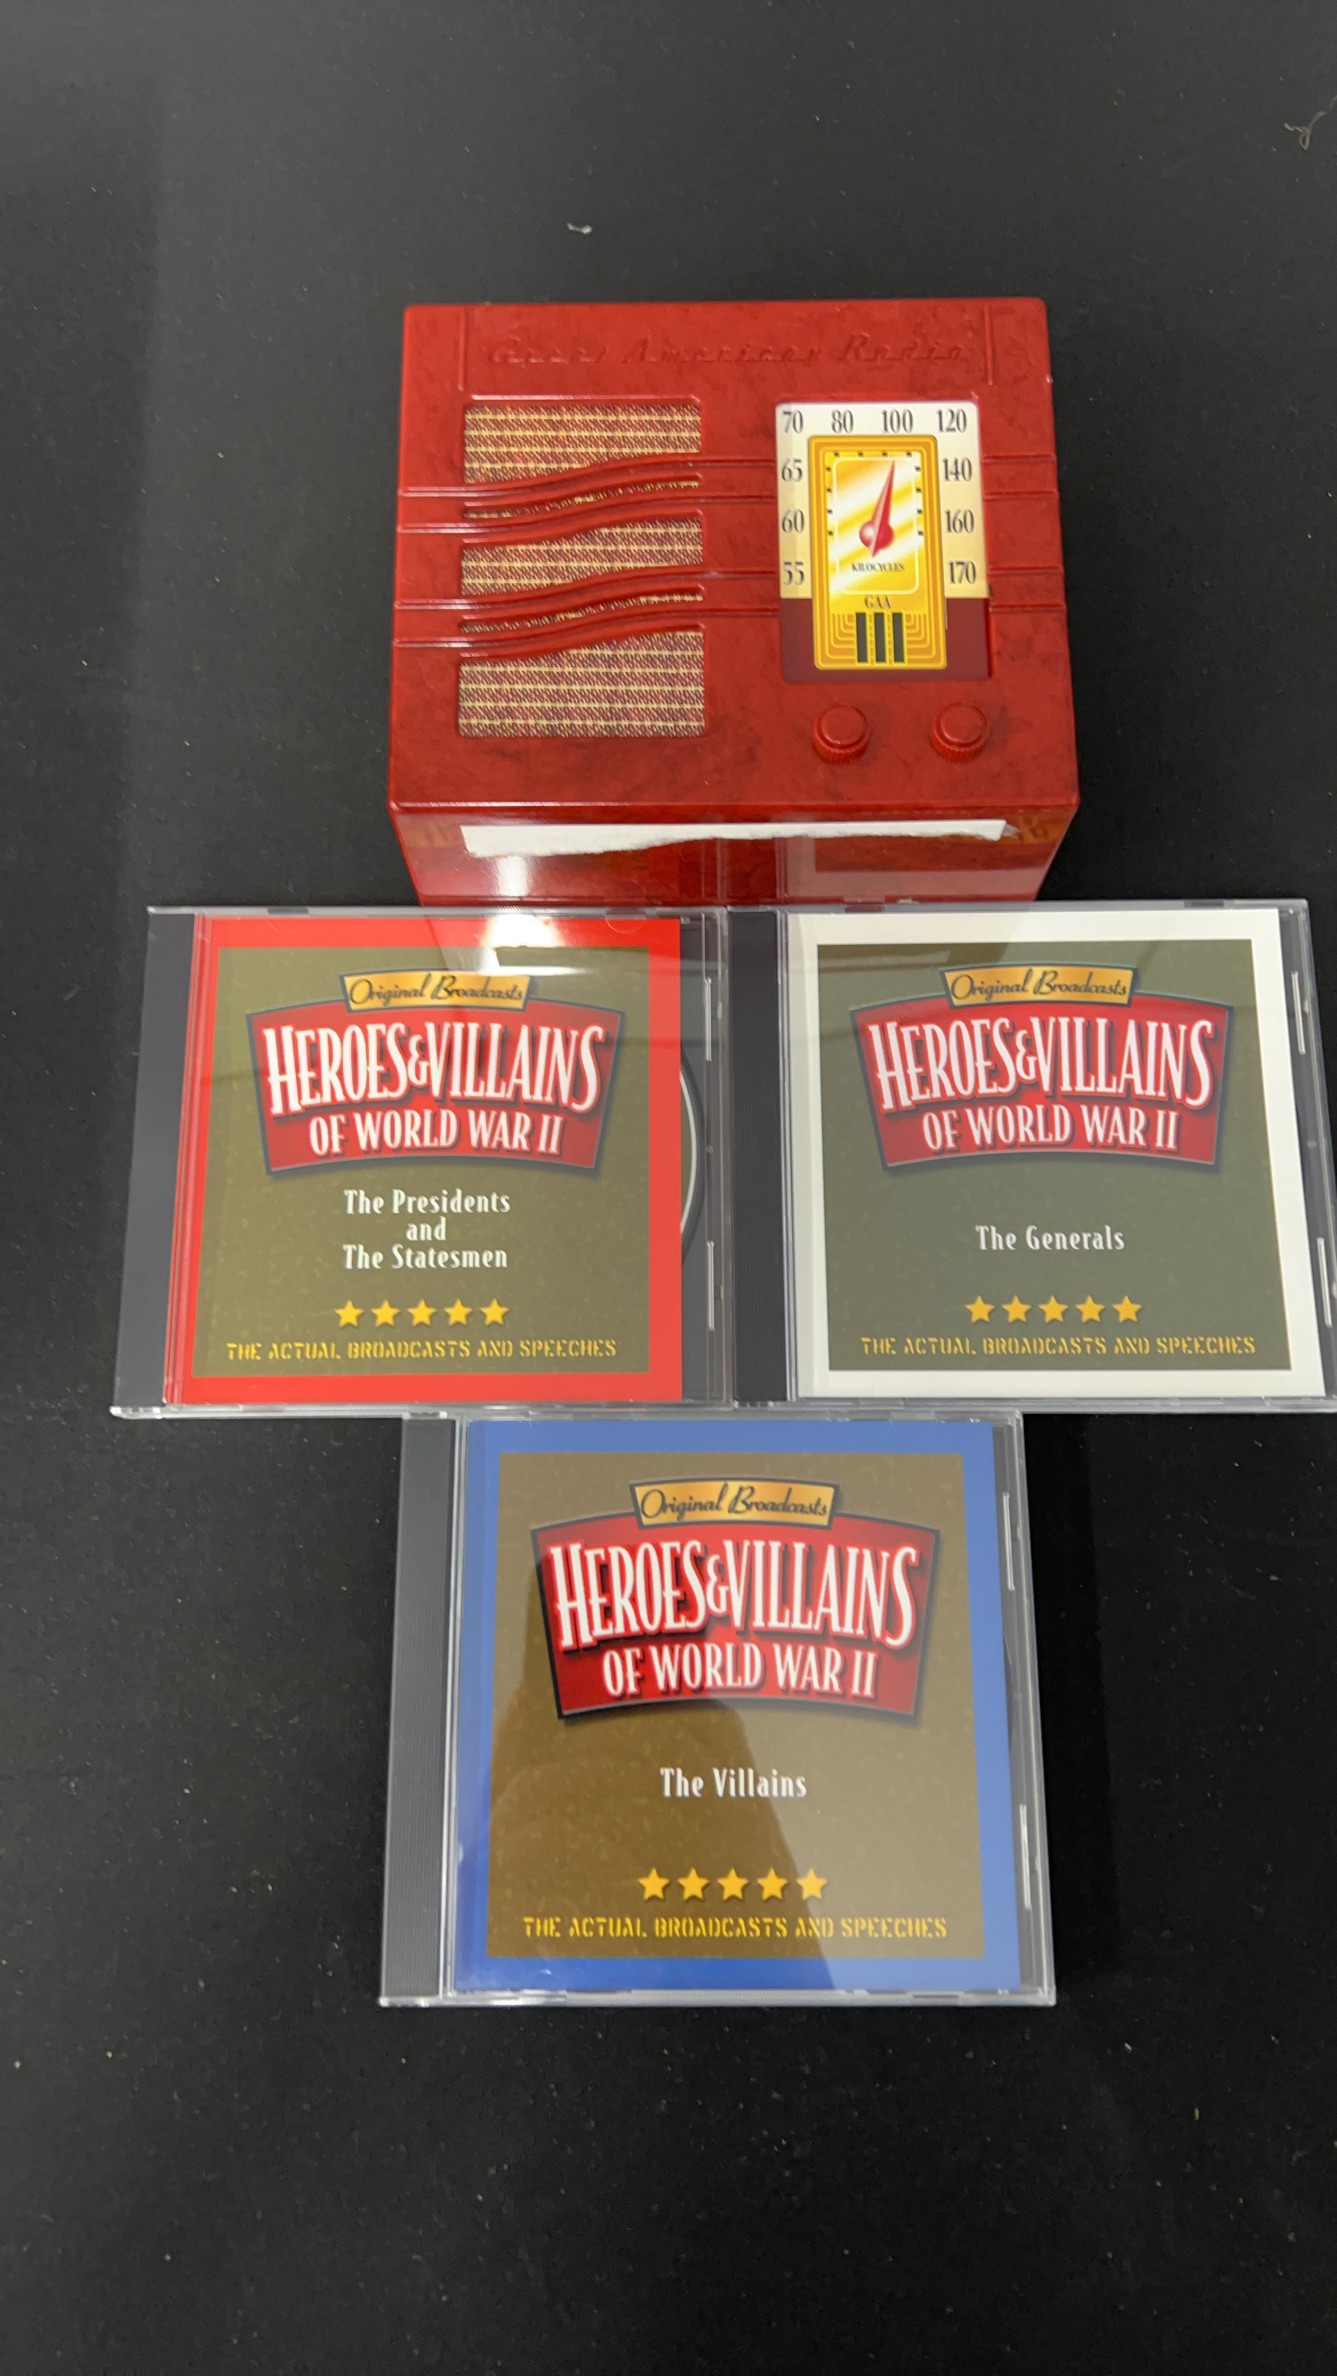 Great American Radio
70 80 100 120
65 140
60 160
55 170
KILOCYCLES
GAA
Original Broadcasts
HEROES & VILLAINS
OF WORLD WAR II
The Presidents
and
The Statesmen
THE ACTUAL BROADCASTS AND SPEECHES
Original Broadcasts
HEROES & VILLAINS
OF WORLD WAR II
The Generals
THE ACTUAL BROADCASTS AND SPEECHES
Original Broadcasts
HEROES & VILLAINS
OF WORLD WAR II
The Villains
THE ACTUAL BROADCASTS AND SPEECHES